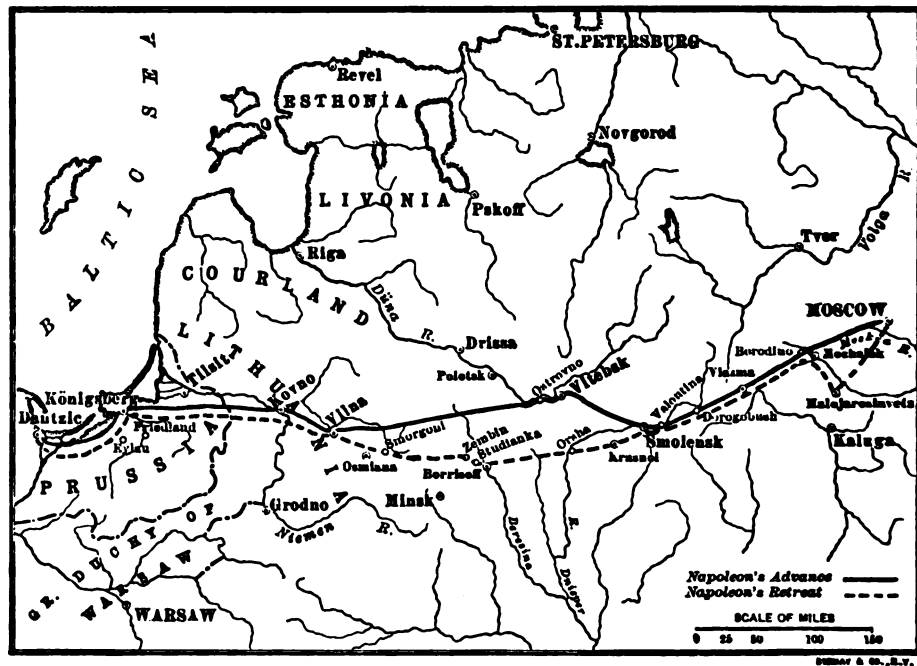 ST. PETERSBURG
BALTIC SEA
Revel
ESTHONIA
Novgorod
LIVONIA
Pskoff
Volga R.
Tver
Riga
COURLAND
Düna R.
LITHUANIA
MOSCOW
Drissa
Borodino
Tilsit
Polotsk
Ostrovno
Vitebsk
Viasma
Königsberg
Kovno
Dantzic
Valoutina
Vilna
Dorogobush
Friedland
Smorgoni
Zembin
Studianka
Orsha
Smolensk
Kaluga
Eylau
Krasnoi
Osmiana
Borrisoff
PRUSSIA
Minsk
Grodno
Niemen R.
Beresina
R.
Dnieper
GR. DUCHY OF
WARSAW
WARSAW
Napoleon's Advance
Napoleon's Retreat
SCALE OF MILES
0 25 50 100 150